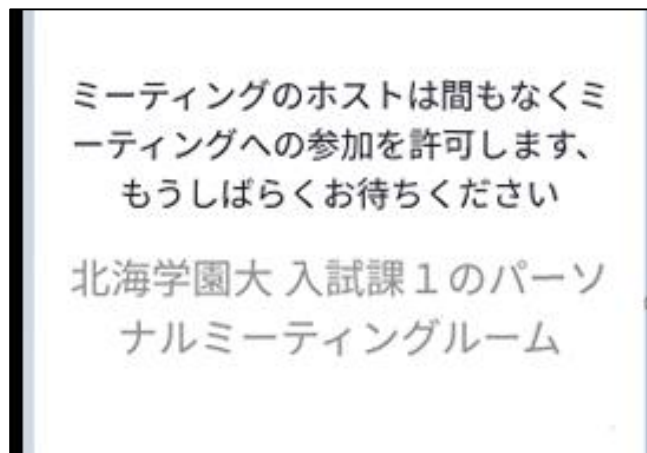 ミーティングのホストは間もなくミ
ーティングへの参加を許可します、
もうしばらくお待ちください
北海学園大 入試課１のパーソ
ナルミーティングルーム